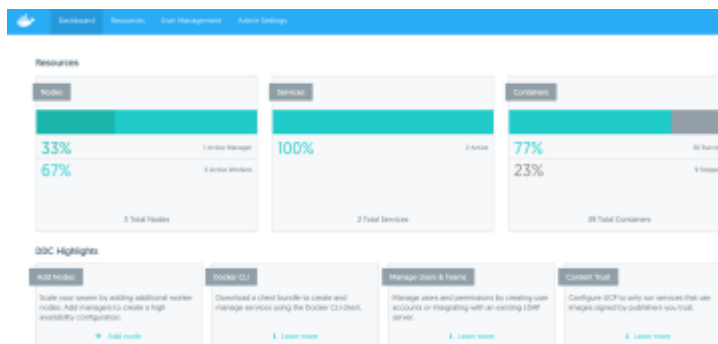 Dashboard Resources User Management Admin Settings
Resources
Nodes Services Containers
33% 1 Active Manager 100% 2 Active 77%
67% 2 Active Workers 23%
3 Total Nodes 2 Total Services 39 Total Containers
DDC Highlights
Add Nodes Docker CLI Manage Users & Teams Content Trust
Scale your swarm by adding additional worker Download a client bundle to create and Manage users and permissions by creating user Configure UCP to only run services that use
nodes. Add managers to create a high manage services using the Docker CLI client. accounts or integrating with an existing LDAP images signed by publishers you trust.
availability configuration. server.
+ Add node Learn more Learn more Learn more